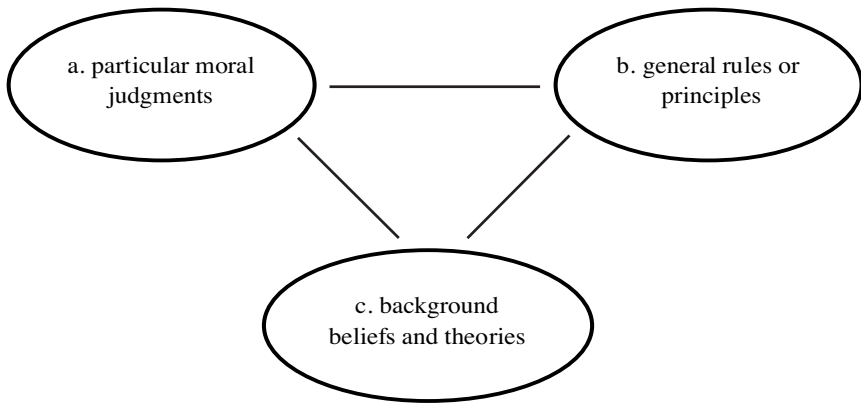 a. particular moral
judgments
b. general rules or
principles
c. background
beliefs and theories